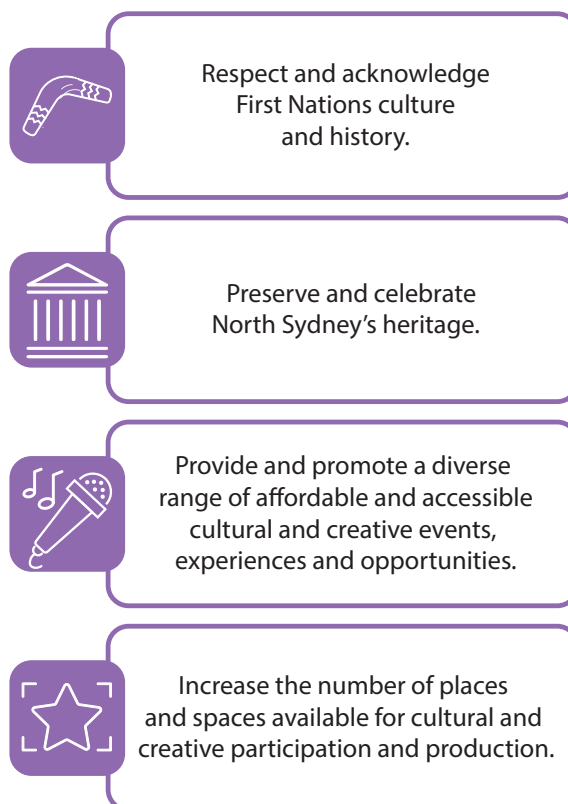 Respect and acknowledge
First Nations culture
and history.
Preserve and celebrate
North Sydney’s heritage.
Provide and promote a diverse
range of affordable and accessible
cultural and creative events,
experiences and opportunities.
Increase the number of places
and spaces available for cultural and
creative participation and production.